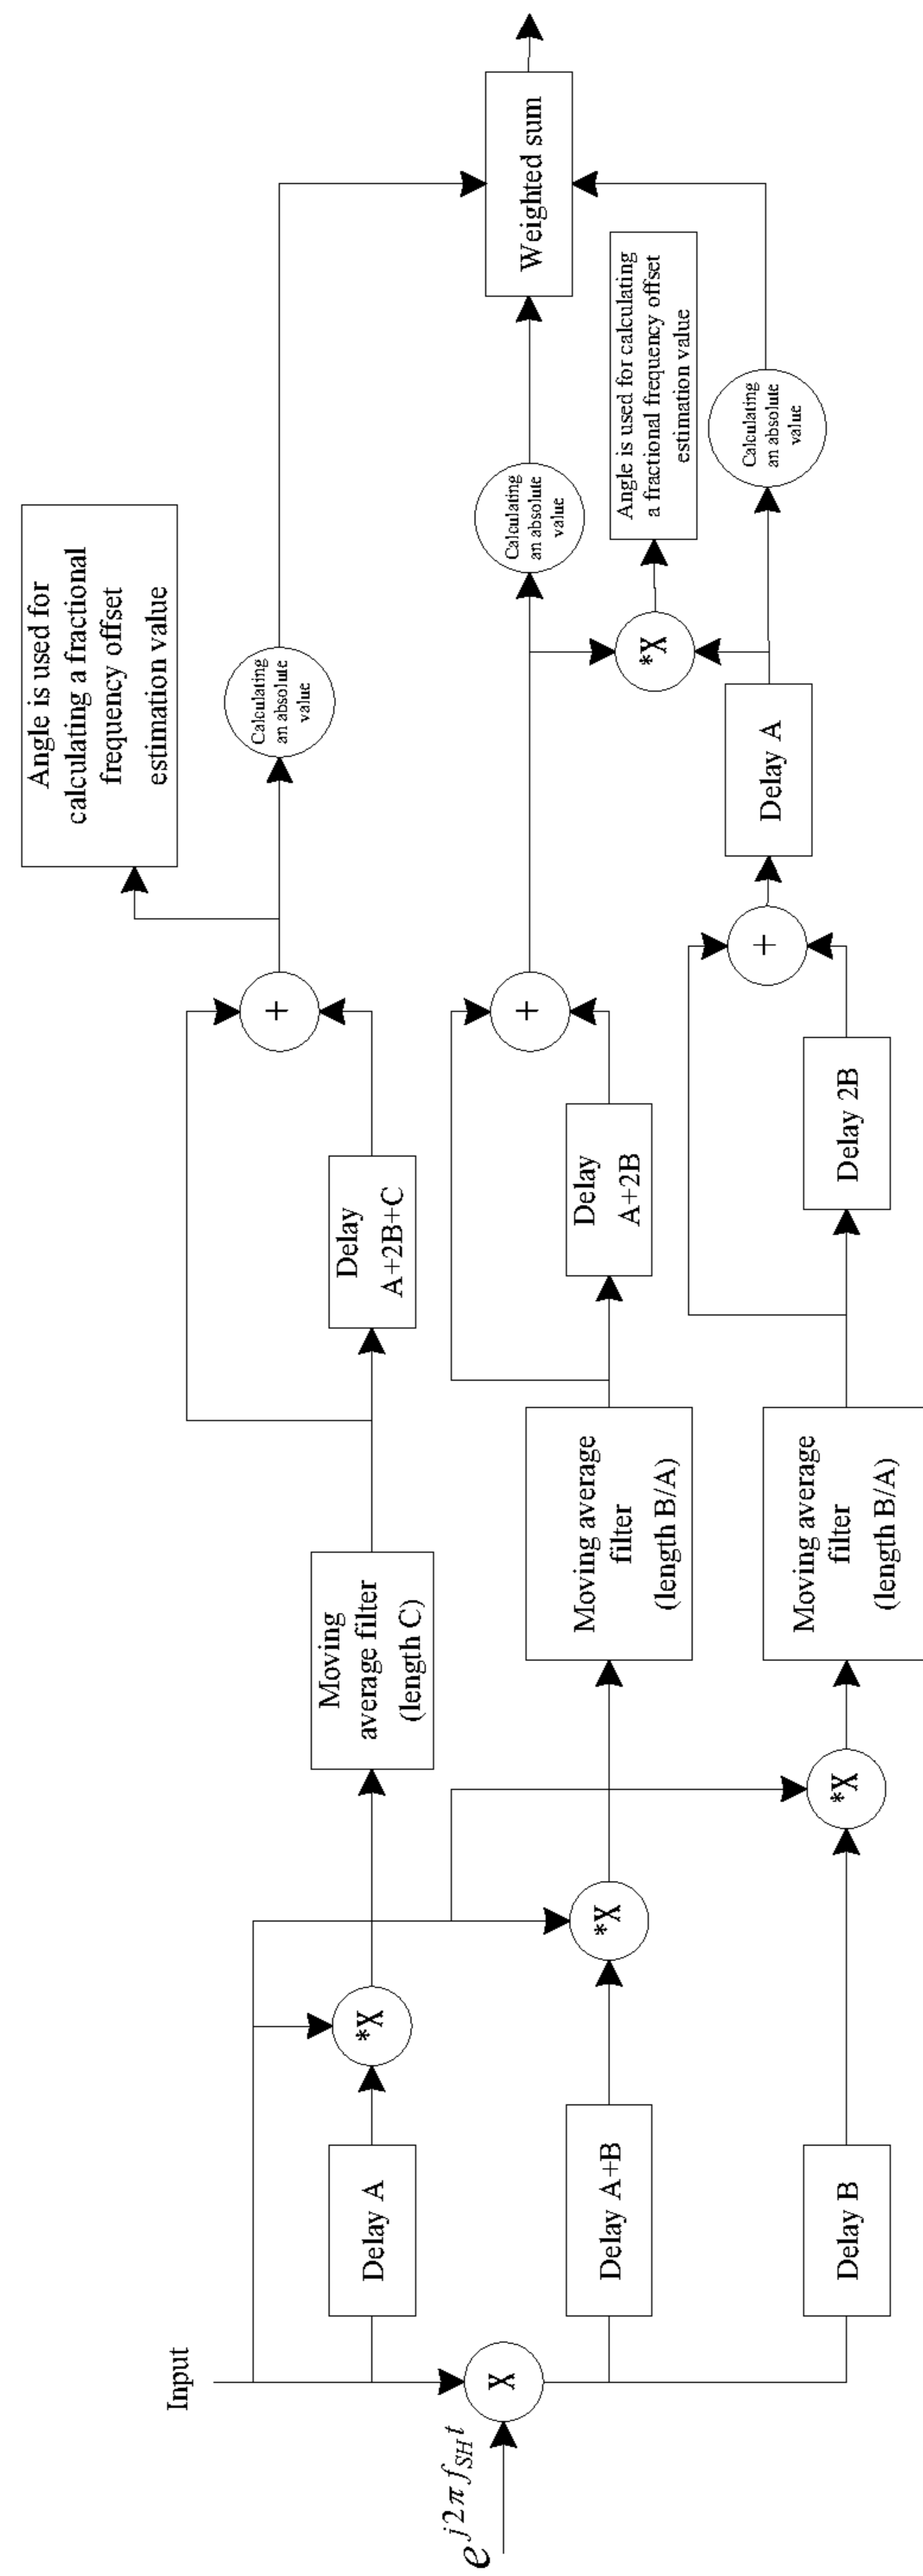 Input
e^{j2π f_{SH} t}
X
Delay A
Delay A+B
Delay B
*X
*X
*X
Moving
average filter
(length C)
Moving average
filter
(length B/A)
Moving average
filter
(length B/A)
Delay
A+2B+C
Delay
A+2B
Delay 2B
+
+
+
Delay A
Angle is used for
calculating a fractional
frequency offset
estimation value
Calculating
an absolute
value
Calculating
an absolute
value
*X
Angle is used for calculating
a fractional frequency offset
estimation value
Calculating
an absolute
value
Weighted sum